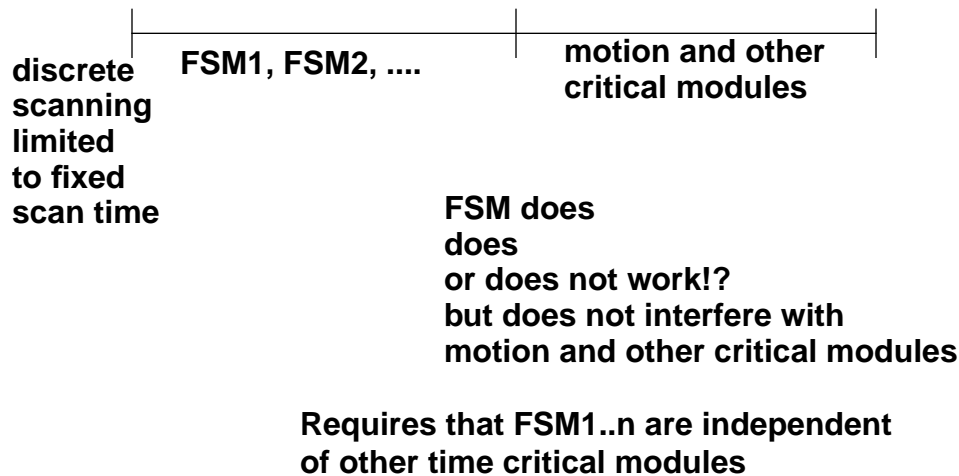 discrete
scanning
limited
to fixed
scan time
FSM1, FSM2, ....
motion and other
critical modules
FSM does
does
or does not work!?
but does not interfere with
motion and other critical modules
Requires that FSM1..n are independent
of other time critical modules